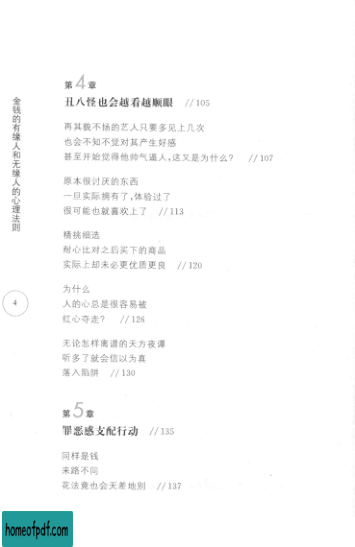 第4章
丑八怪也会越看越顺眼 //105
再其貌不扬的艺人只要多见上几次
也会不知不觉对其产生好感
甚至开始觉得他帅气逼人,这又是为什么? //107
原本很讨厌的东西
一旦实际拥有了,体验过了
很可能也就喜欢上了 //113
精挑细选
耐心比对之后买下的商品
实际上却未必更优质更良 //120
为什么
人的心总是很容易被
红心夺走? //126
无论怎样离谱的天方夜谭
听多了就会信以为真
落入陷阱 //130
第5章
罪恶感支配行动 //135
同样是钱
来路不同
花法竟也会天差地别 //137
金钱的有缘人和无缘人的心理法则
4
homeofpdf.com